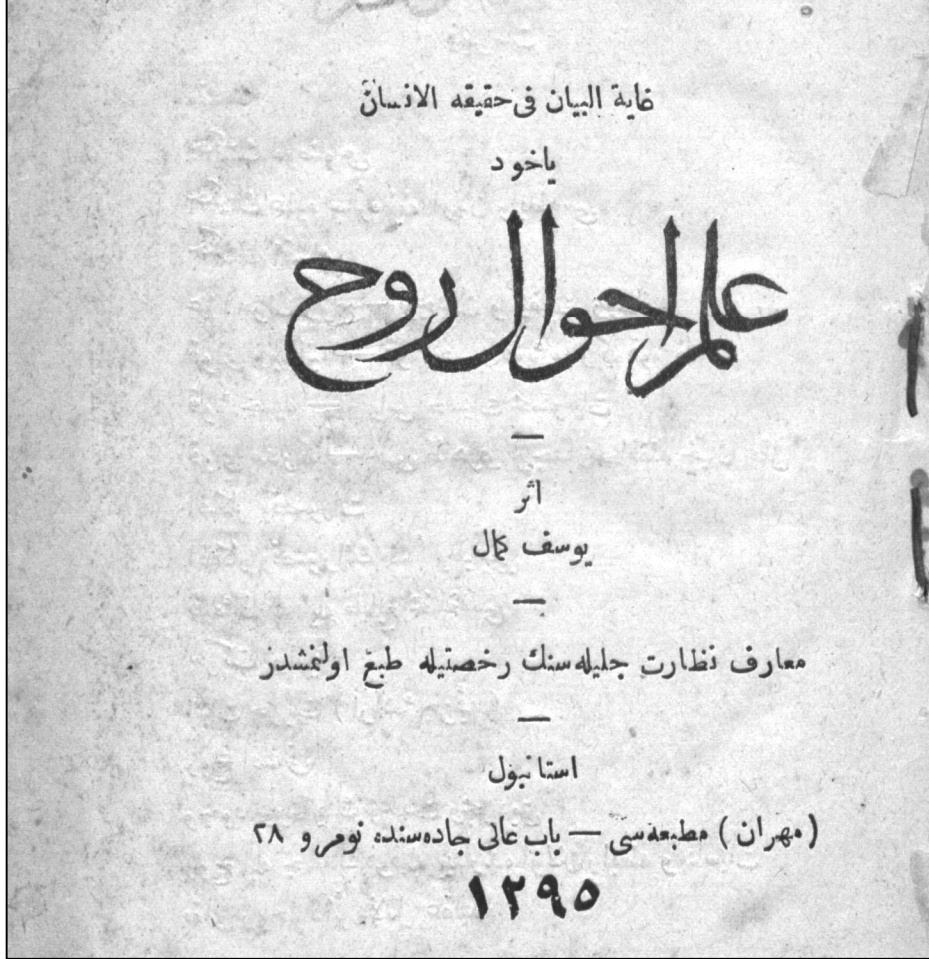 غاية البيان فى حقيقه الانسان
ياخود
علم احوال روح
اثر
يوسف كمال
معارف نظارت جليله سنك رخصتيله طبع اولنمشدر
استانبول
(مهران) مطبعه سى — باب عالى جاده سنده نومرو ٢٨
١٢٩٥